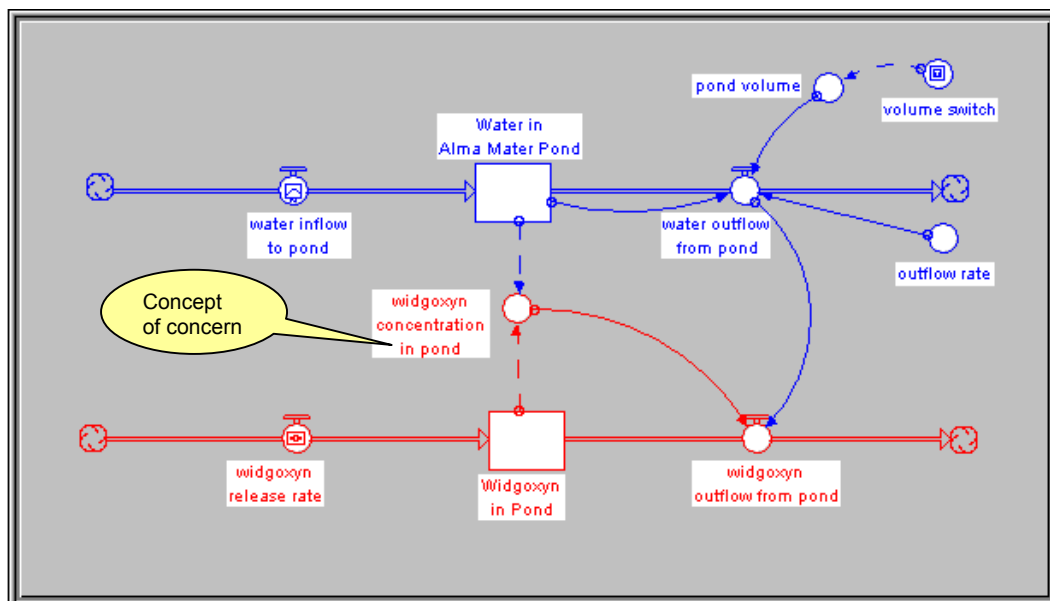 pond volume
volume switch
Water in
Alma Mater Pond
water inflow
to pond
water outflow
from pond
outflow rate
Concept
of concern
widgoxyn
concentration
in pond
widgoxyn
release rate
Widgoxyn
in Pond
widgoxyn
outflow from pond